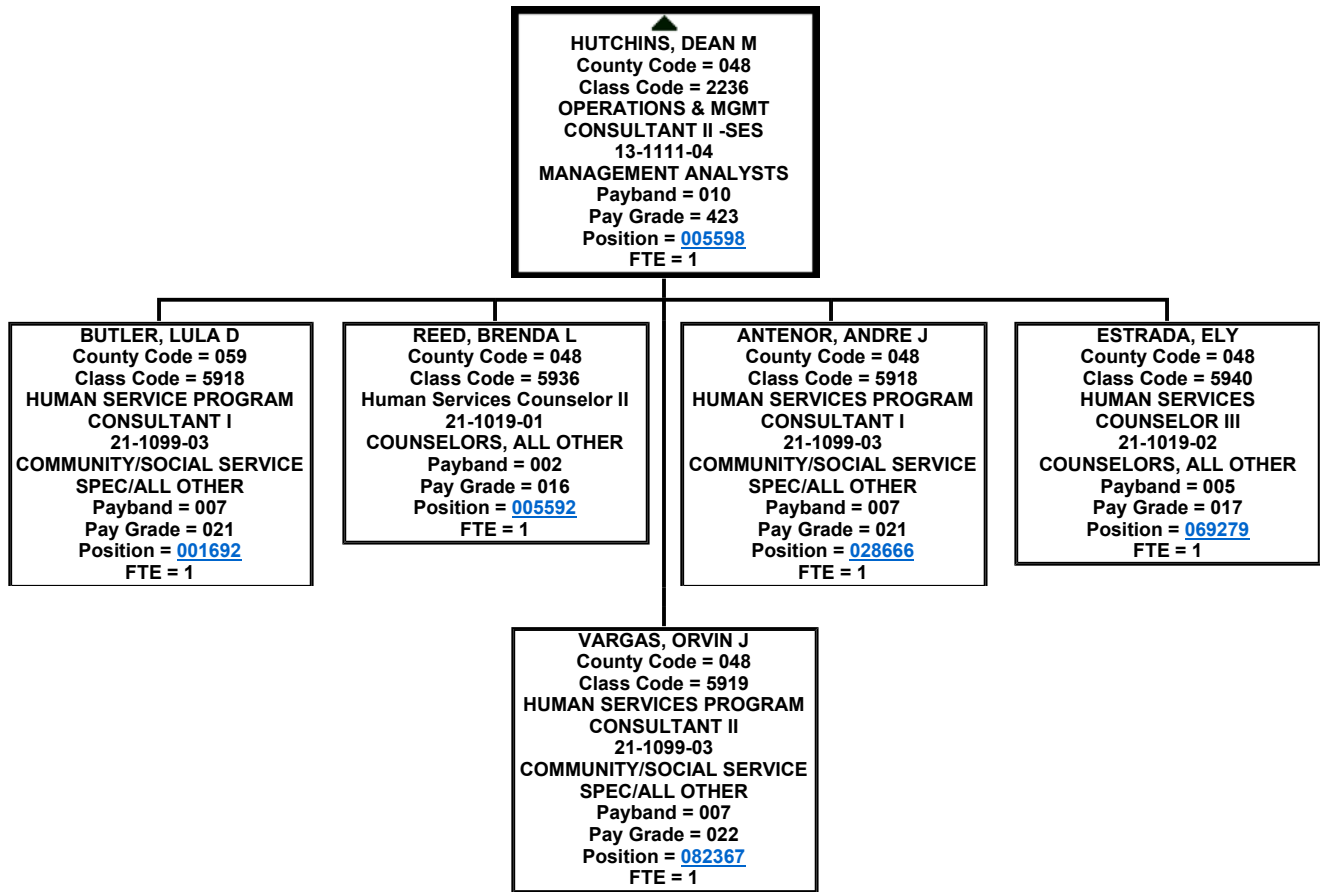 HUTCHINS, DEAN M
County Code = 048
Class Code = 2236
OPERATIONS & MGMT
CONSULTANT II -SES
13-1111-04
MANAGEMENT ANALYSTS
Payband = 010
Pay Grade = 423
Position = 005598
FTE = 1
BUTLER, LULA D
County Code = 059
Class Code = 5918
HUMAN SERVICE PROGRAM
CONSULTANT I
21-1099-03
COMMUNITY/SOCIAL SERVICE
SPEC/ALL OTHER
Payband = 007
Pay Grade = 021
Position = 001692
FTE = 1
REED, BRENDA L
County Code = 048
Class Code = 5936
Human Services Counselor II
21-1019-01
COUNSELORS, ALL OTHER
Payband = 002
Pay Grade = 016
Position = 005592
FTE = 1
ANTENOR, ANDRE J
County Code = 048
Class Code = 5918
HUMAN SERVICES PROGRAM
CONSULTANT I
21-1099-03
COMMUNITY/SOCIAL SERVICE
SPEC/ALL OTHER
Payband = 007
Pay Grade = 021
Position = 028666
FTE = 1
ESTRADA, ELY
County Code = 048
Class Code = 5940
HUMAN SERVICES
COUNSELOR III
21-1019-02
COUNSELORS, ALL OTHER
Payband = 005
Pay Grade = 017
Position = 069279
FTE = 1
VARGAS, ORVIN J
County Code = 048
Class Code = 5919
HUMAN SERVICES PROGRAM
CONSULTANT II
21-1099-03
COMMUNITY/SOCIAL SERVICE
SPEC/ALL OTHER
Payband = 007
Pay Grade = 022
Position = 082367
FTE = 1